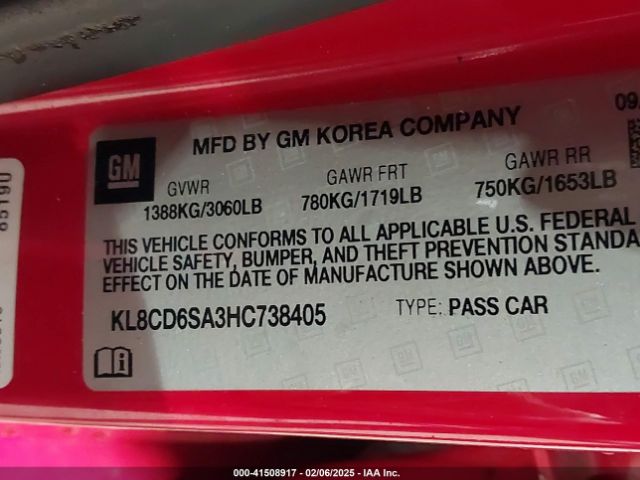 09
GM
MFD BY GM KOREA COMPANY
GVWR GAWR FRT GAWR RR
1388KG/3060LB 780KG/1719LB 750KG/1653LB
THIS VEHICLE CONFORMS TO ALL APPLICABLE U.S. FEDERAL
VEHICLE SAFETY, BUMPER, AND THEFT PREVENTION STANDA
EFFECT ON THE DATE OF MANUFACTURE SHOWN ABOVE.
KL8CD6SA3HC738405 TYPE: PASS CAR
000-41508917 - 02/06/2025 - IAA Inc.